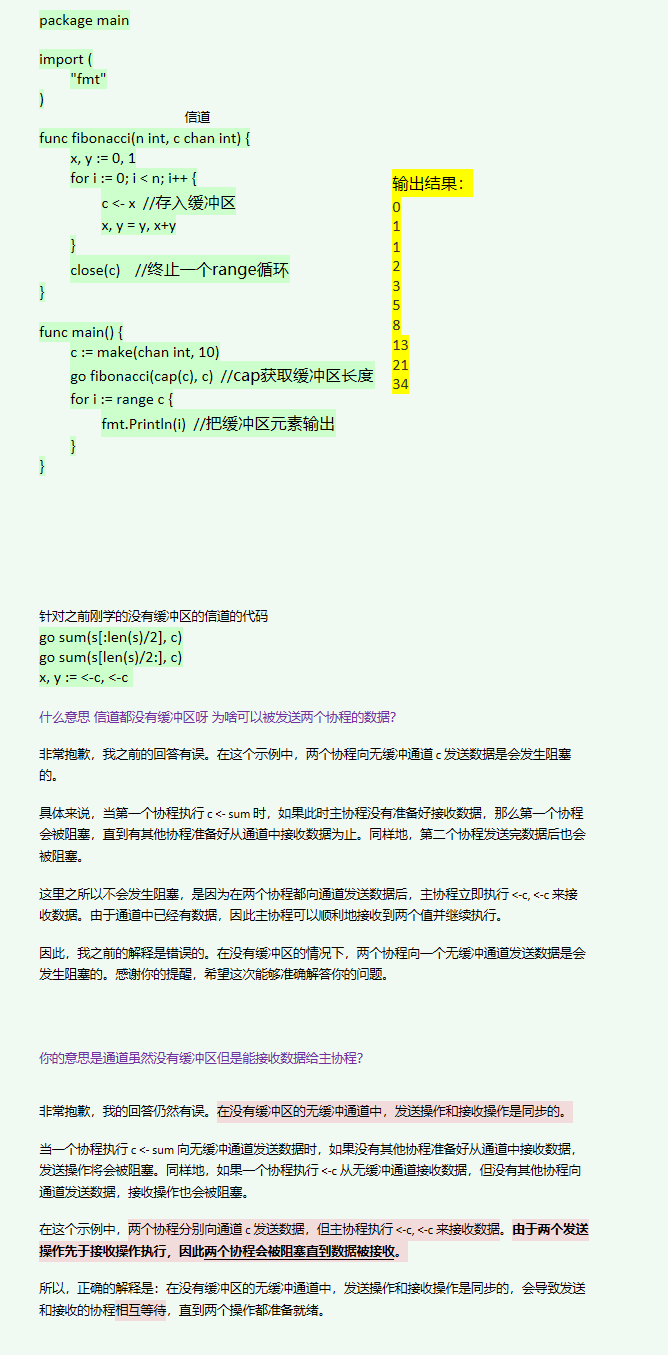 package main
import (
"fmt"
)
信道
func fibonacci(n int, c chan int) {
x, y := 0, 1
for i := 0; i < n; i++ {
c <- x //存入缓冲区
x, y = y, x+y
}
close(c) //终止一个range循环
}
func main() {
c := make(chan int, 10)
go fibonacci(cap(c), c) //cap获取缓冲区长度
for i := range c {
fmt.Println(i) //把缓冲区元素输出
}
}
输出结果：
0
1
1
2
3
5
8
13
21
34
针对之前刚学的没有缓冲区的信道的代码
go sum(s[:len(s)/2], c)
go sum(s[len(s)/2:], c)
x, y := <-c, <-c
什么意思 信道都没有缓冲区呀 为啥可以被发送两个协程的数据？
非常抱歉，我之前的回答有误。在这个示例中，两个协程向无缓冲通道 c 发送数据是会发生阻塞
的。
具体来说，当第一个协程执行 c <- sum 时，如果此时主协程没有准备好接收数据，那么第一个协程
会被阻塞，直到有其他协程准备好从通道中接收数据为止。同样地，第二个协程发送完数据后也会
被阻塞。
这里之所以不会发生阻塞，是因为在两个协程都向通道发送数据后，主协程立即执行 <-c, <-c 来接
收数据。由于通道中已经有数据，因此主协程可以顺利地接收到两个值并继续执行。
因此，我之前的解释是错误的。在没有缓冲区的情况下，两个协程向一个无缓冲通道发送数据是会
发生阻塞的。感谢你的提醒，希望这次能够准确解答你的问题。
你的意思是通道虽然没有缓冲区但是能接收数据给主协程？
非常抱歉，我的回答仍然有误。在没有缓冲区的无缓冲通道中，发送操作和接收操作是同步的。
当一个协程执行 c <- sum 向无缓冲通道发送数据时，如果没有其他协程准备好从通道中接收数据，
发送操作将会被阻塞。同样地，如果一个协程执行 <-c 从无缓冲通道接收数据，但没有其他协程向
通道发送数据，接收操作也会被阻塞。
在这个示例中，两个协程分别向通道 c 发送数据，但主协程执行 <-c, <-c 来接收数据。由于两个发送
操作先于接收操作执行，因此两个协程会被阻塞直到数据被接收。
所以，正确的解释是：在没有缓冲区的无缓冲通道中，发送操作和接收操作是同步的，会导致发送
和接收的协程相互等待，直到两个操作都准备就绪。